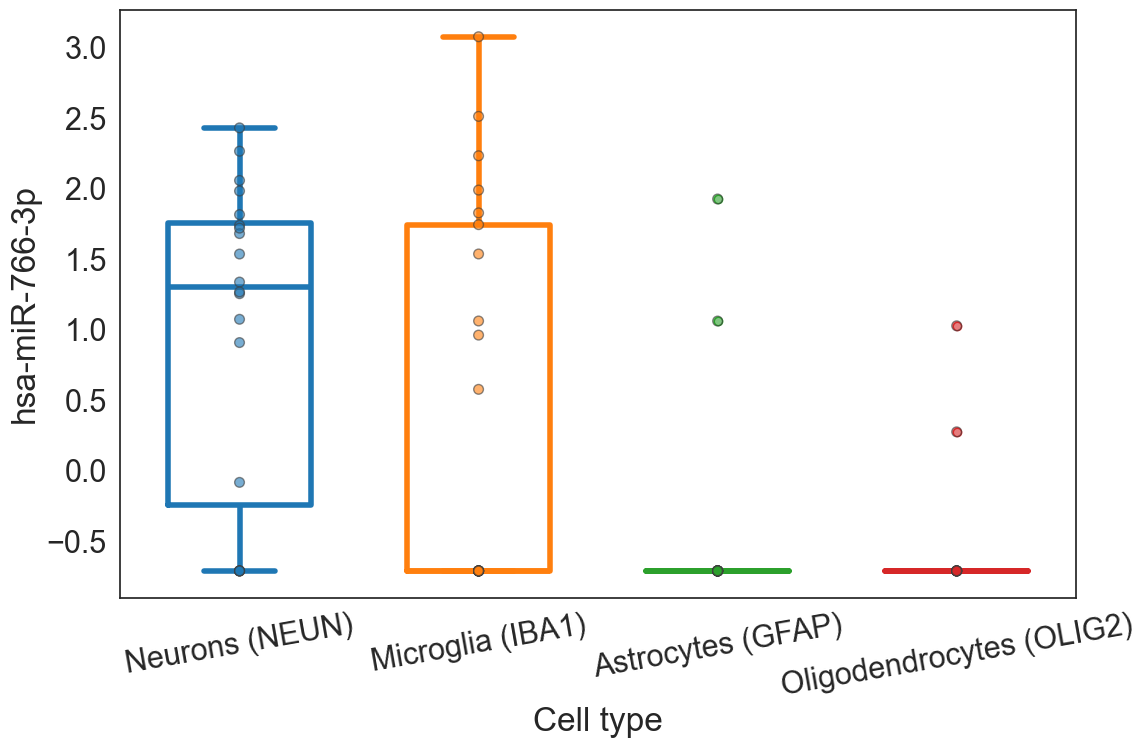 hsa-miR-766-3p
3.0
2.5
2.0
1.5
1.0
0.5
0.0
−0.5
Neurons (NEUN)
Microglia (IBA1)
Astrocytes (GFAP)
Oligodendrocytes (OLIG2)
Cell type